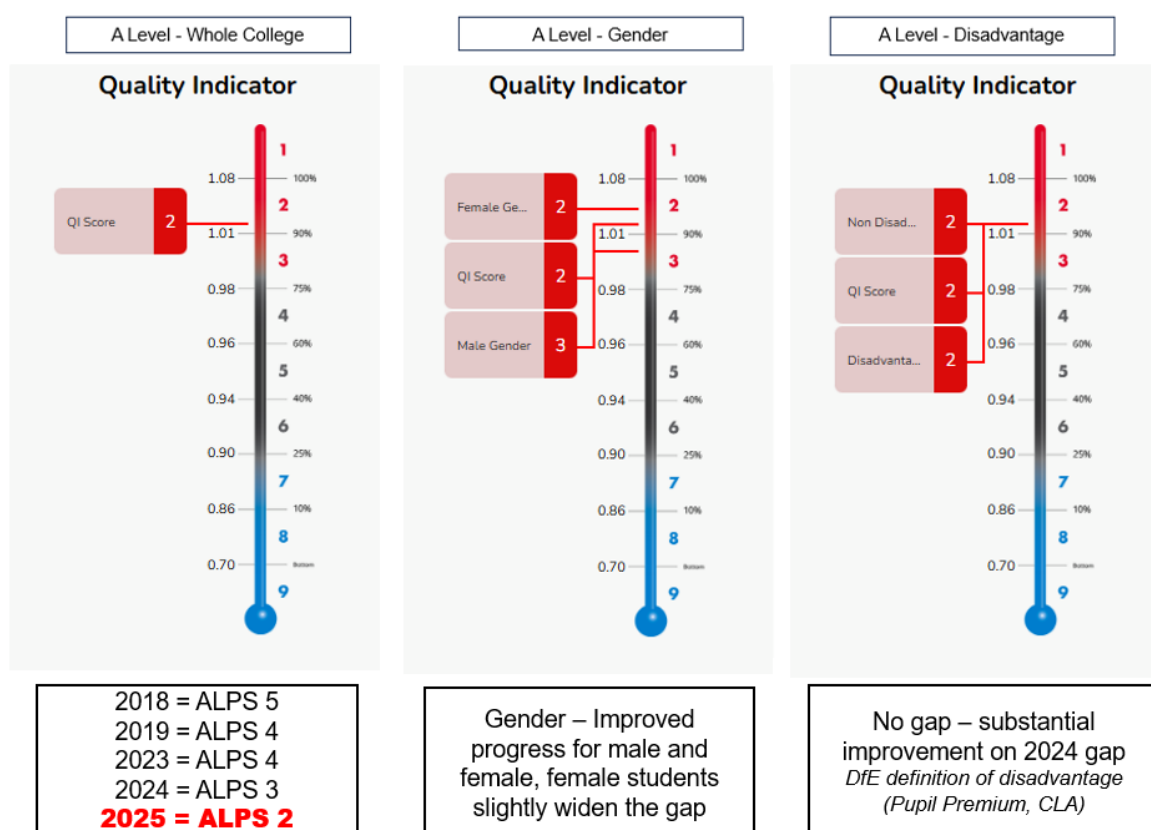 A Level - Whole College
Quality Indicator
1
1.08
100%
QI Score 2
2
1.01
90%
3
0.98
75%
4
0.96
60%
5
0.94
40%
6
0.90
25%
7
0.86
10%
8
0.70
Bottom
9
2018 = ALPS 5
2019 = ALPS 4
2023 = ALPS 4
2024 = ALPS 3
2025 = ALPS 2
A Level - Gender
Quality Indicator
1
1.08
100%
Female Ge... 2
2
1.01
90%
QI Score 2
3
0.98
75%
Male Gender 3
4
0.96
60%
5
0.94
40%
6
0.90
25%
7
0.86
10%
8
0.70
Bottom
9
Gender – Improved
progress for male and
female, female students
slightly widen the gap
A Level - Disadvantage
Quality Indicator
1
1.08
100%
Non Disad... 2
2
1.01
90%
3
QI Score 2
0.98
75%
4
0.96
60%
Disadvanta... 2
5
0.94
40%
6
0.90
25%
7
0.86
10%
8
0.70
Bottom
9
No gap – substantial
improvement on 2024 gap
DfE definition of disadvantage
(Pupil Premium, CLA)